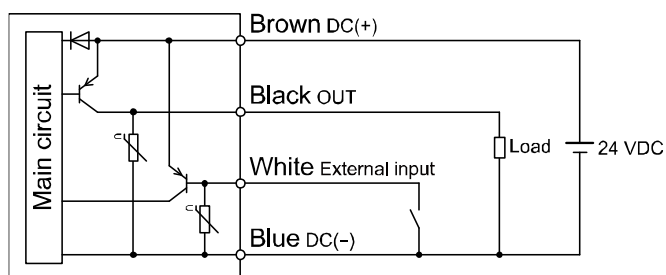 Brown DC(+)
Main circuit
Black OUT
Load
24 VDC
White External input
Blue DC(−)